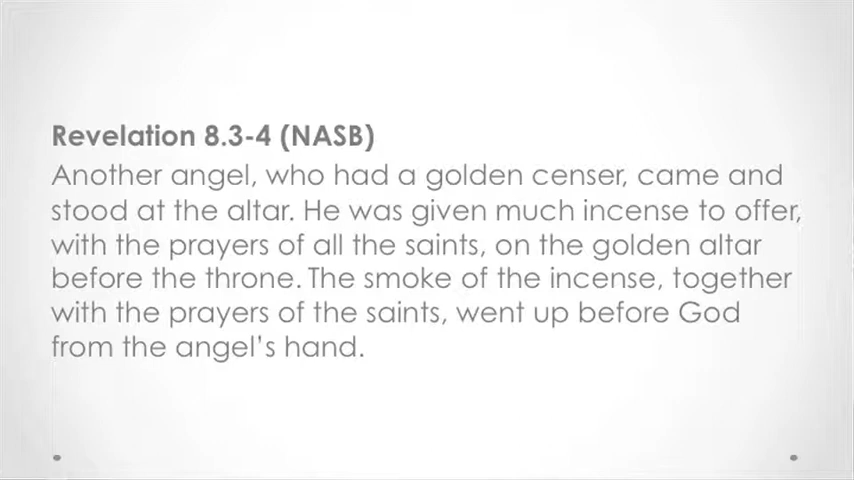 Revelation 8.3-4 (NASB)
Another angel, who had a golden censer, came and
stood at the altar. He was given much incense to offer,
with the prayers of all the saints, on the golden altar
before the throne. The smoke of the incense, together
with the prayers of the saints, went up before God
from the angel’s hand.